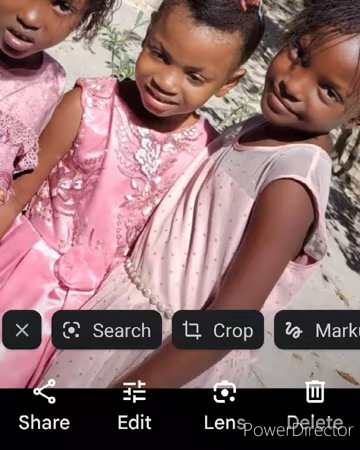 Search
Crop
Marku
Share
Edit
Lens
Delete
PowerDirector